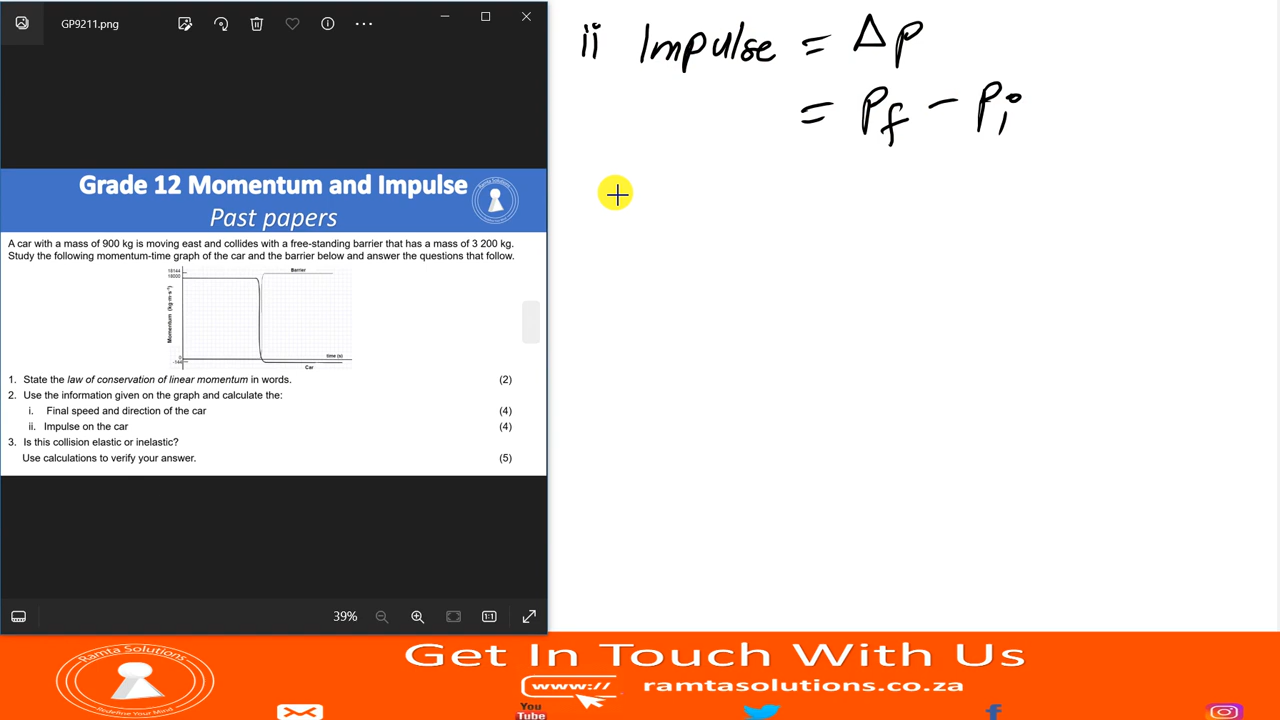 GP9211.png
Grade 12 Momentum and Impulse
Past papers
A car with a mass of 900 kg is moving east and collides with a free-standing barrier that has a mass of 3 200 kg.
Study the following momentum-time graph of the car and the barrier below and answer the questions that follow.
18144
18000
Barrier
Momentum (kg·m·s⁻¹)
0
-144
time (s)
Car
1. State the law of conservation of linear momentum in words. (2)
2. Use the information given on the graph and calculate the:
i. Final speed and direction of the car (4)
ii. Impulse on the car (4)
3. Is this collision elastic or inelastic?
Use calculations to verify your answer. (5)
39%
1:1
ii Impulse = Δp
= Pf - Pi
Ramta Solutions
Redefine Your Mind
Get In Touch With Us
www://
ramtasolutions.co.za
You
Tube